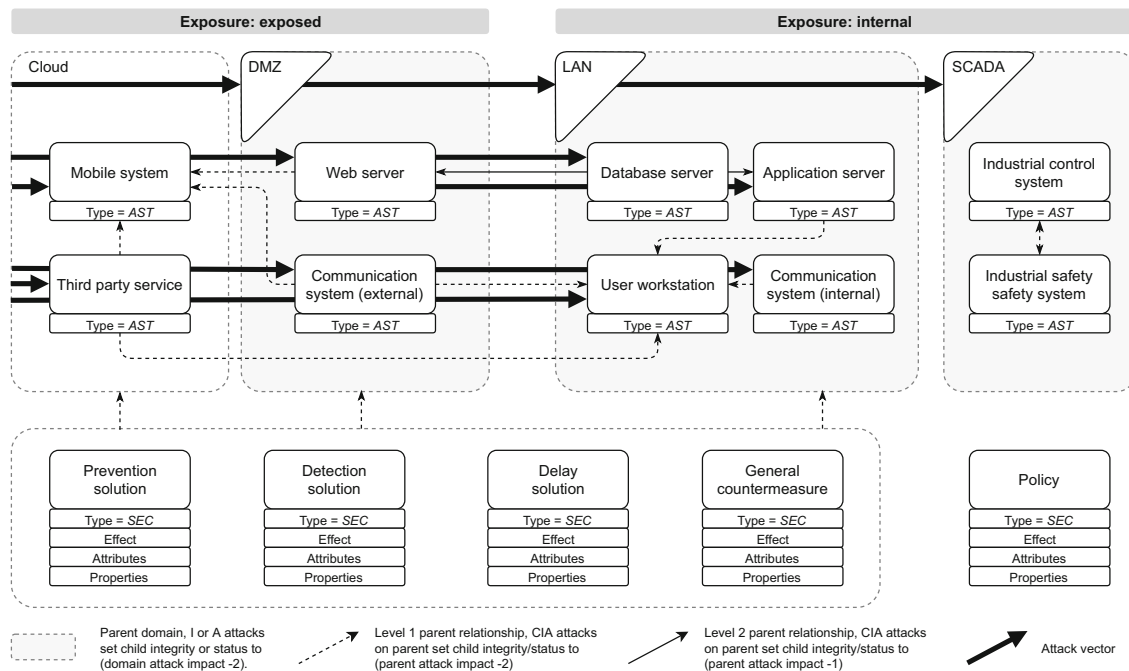 Exposure: exposed
Exposure: internal
Cloud
DMZ
LAN
SCADA
Mobile system
Type = AST
Web server
Type = AST
Database server
Type = AST
Application server
Type = AST
Industrial control
system
Type = AST
Third party service
Type = AST
Communication
system (external)
Type = AST
User workstation
Type = AST
Communication
system (internal)
Type = AST
Industrial safety
safety system
Type = AST
Prevention
solution
Type = SEC
Effect
Attributes
Properties
Detection
solution
Type = SEC
Effect
Attributes
Properties
Delay
solution
Type = SEC
Effect
Attributes
Properties
General
countermeasure
Type = SEC
Effect
Attributes
Properties
Policy
Type = SEC
Effect
Attributes
Properties
Parent domain, I or A attacks
set child integrity or status to
(domain attack impact -2).
Level 1 parent relationship, CIA attacks
on parent set child integrity/status to
(parent attack impact -2)
Level 2 parent relationship, CIA attacks
on parent set child integrity/status to
(parent attack impact -1)
Attack vector